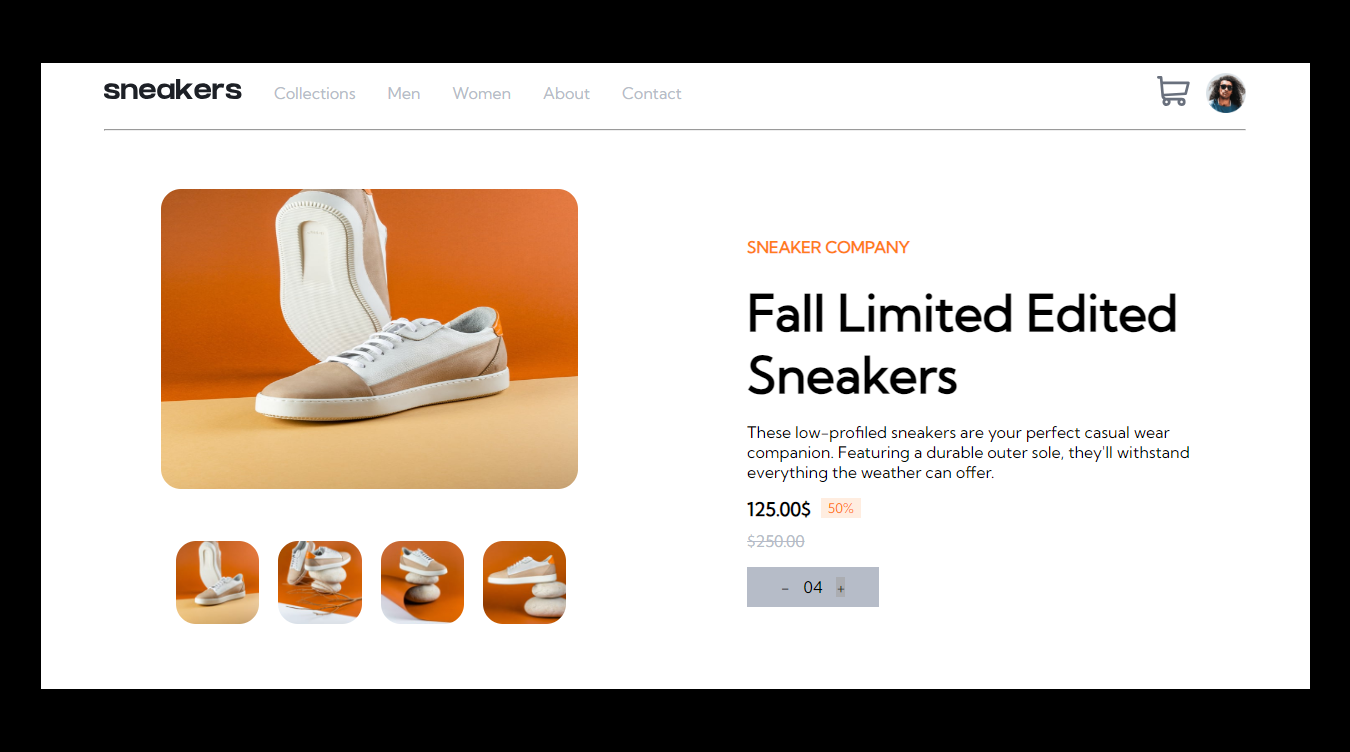 sneakers Collections Men Women About Contact
SNEAKER COMPANY
Fall Limited Edited
Sneakers
These low-profiled sneakers are your perfect casual wear
companion. Featuring a durable outer sole, they'll withstand
everything the weather can offer.
125.00$ 50%
$250.00
- 04 +